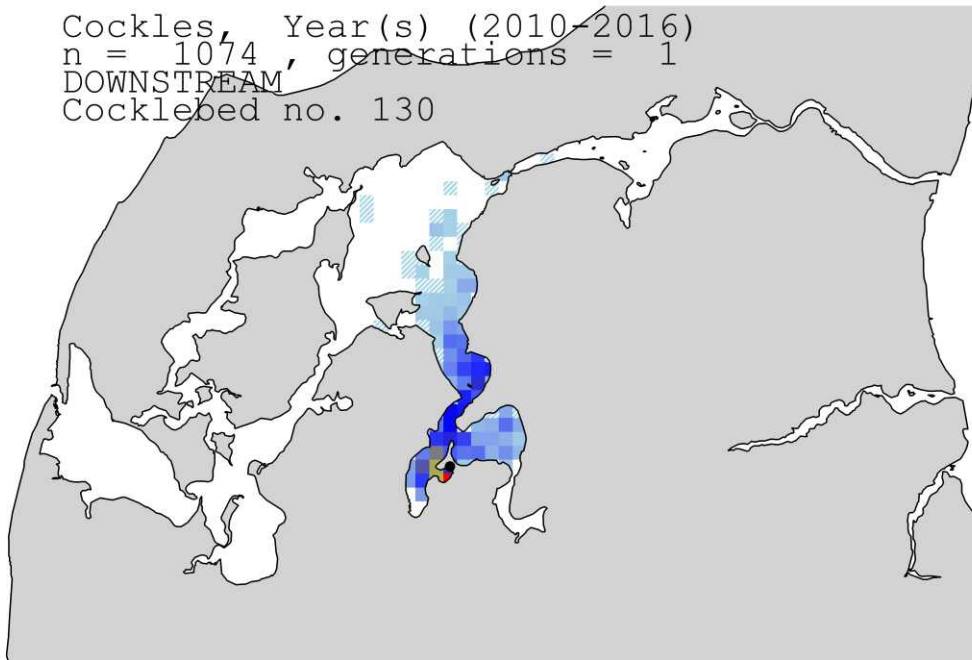 Cockles, Year(s) (2010-2016)
n = 1074 , generations = 1
DOWNSTREAM
Cocklebed no. 130